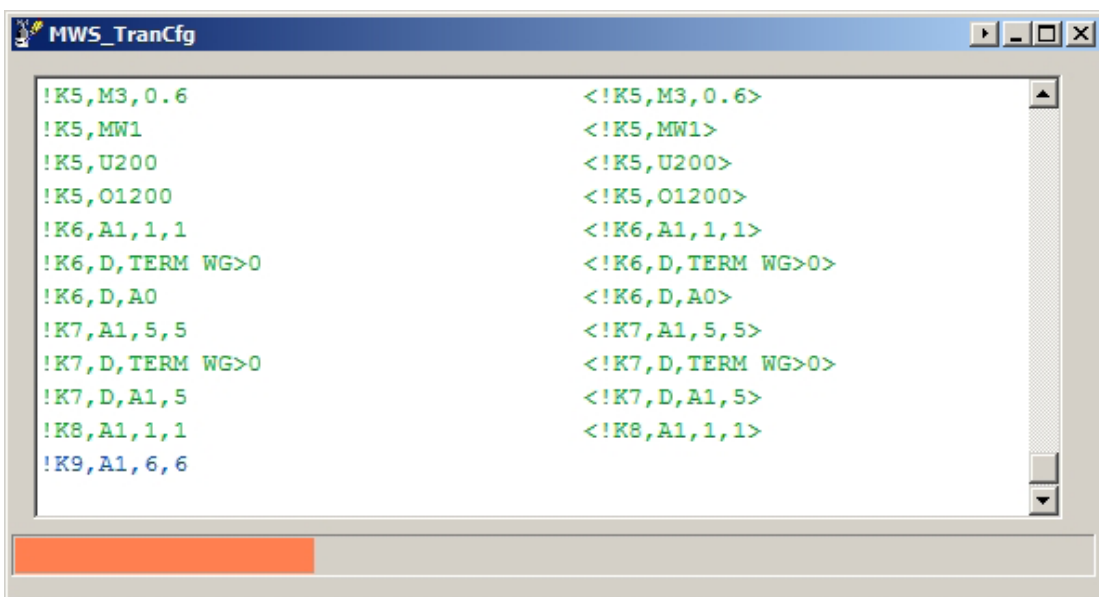 MWS_TranCfg
!K5,M3,0.6 <!K5,M3,0.6>
!K5,MW1 <!K5,MW1>
!K5,U200 <!K5,U200>
!K5,O1200 <!K5,O1200>
!K6,A1,1,1 <!K6,A1,1,1>
!K6,D,TERM WG>0 <!K6,D,TERM WG>0>
!K6,D,A0 <!K6,D,A0>
!K7,A1,5,5 <!K7,A1,5,5>
!K7,D,TERM WG>0 <!K7,D,TERM WG>0>
!K7,D,A1,5 <!K7,D,A1,5>
!K8,A1,1,1 <!K8,A1,1,1>
!K9,A1,6,6